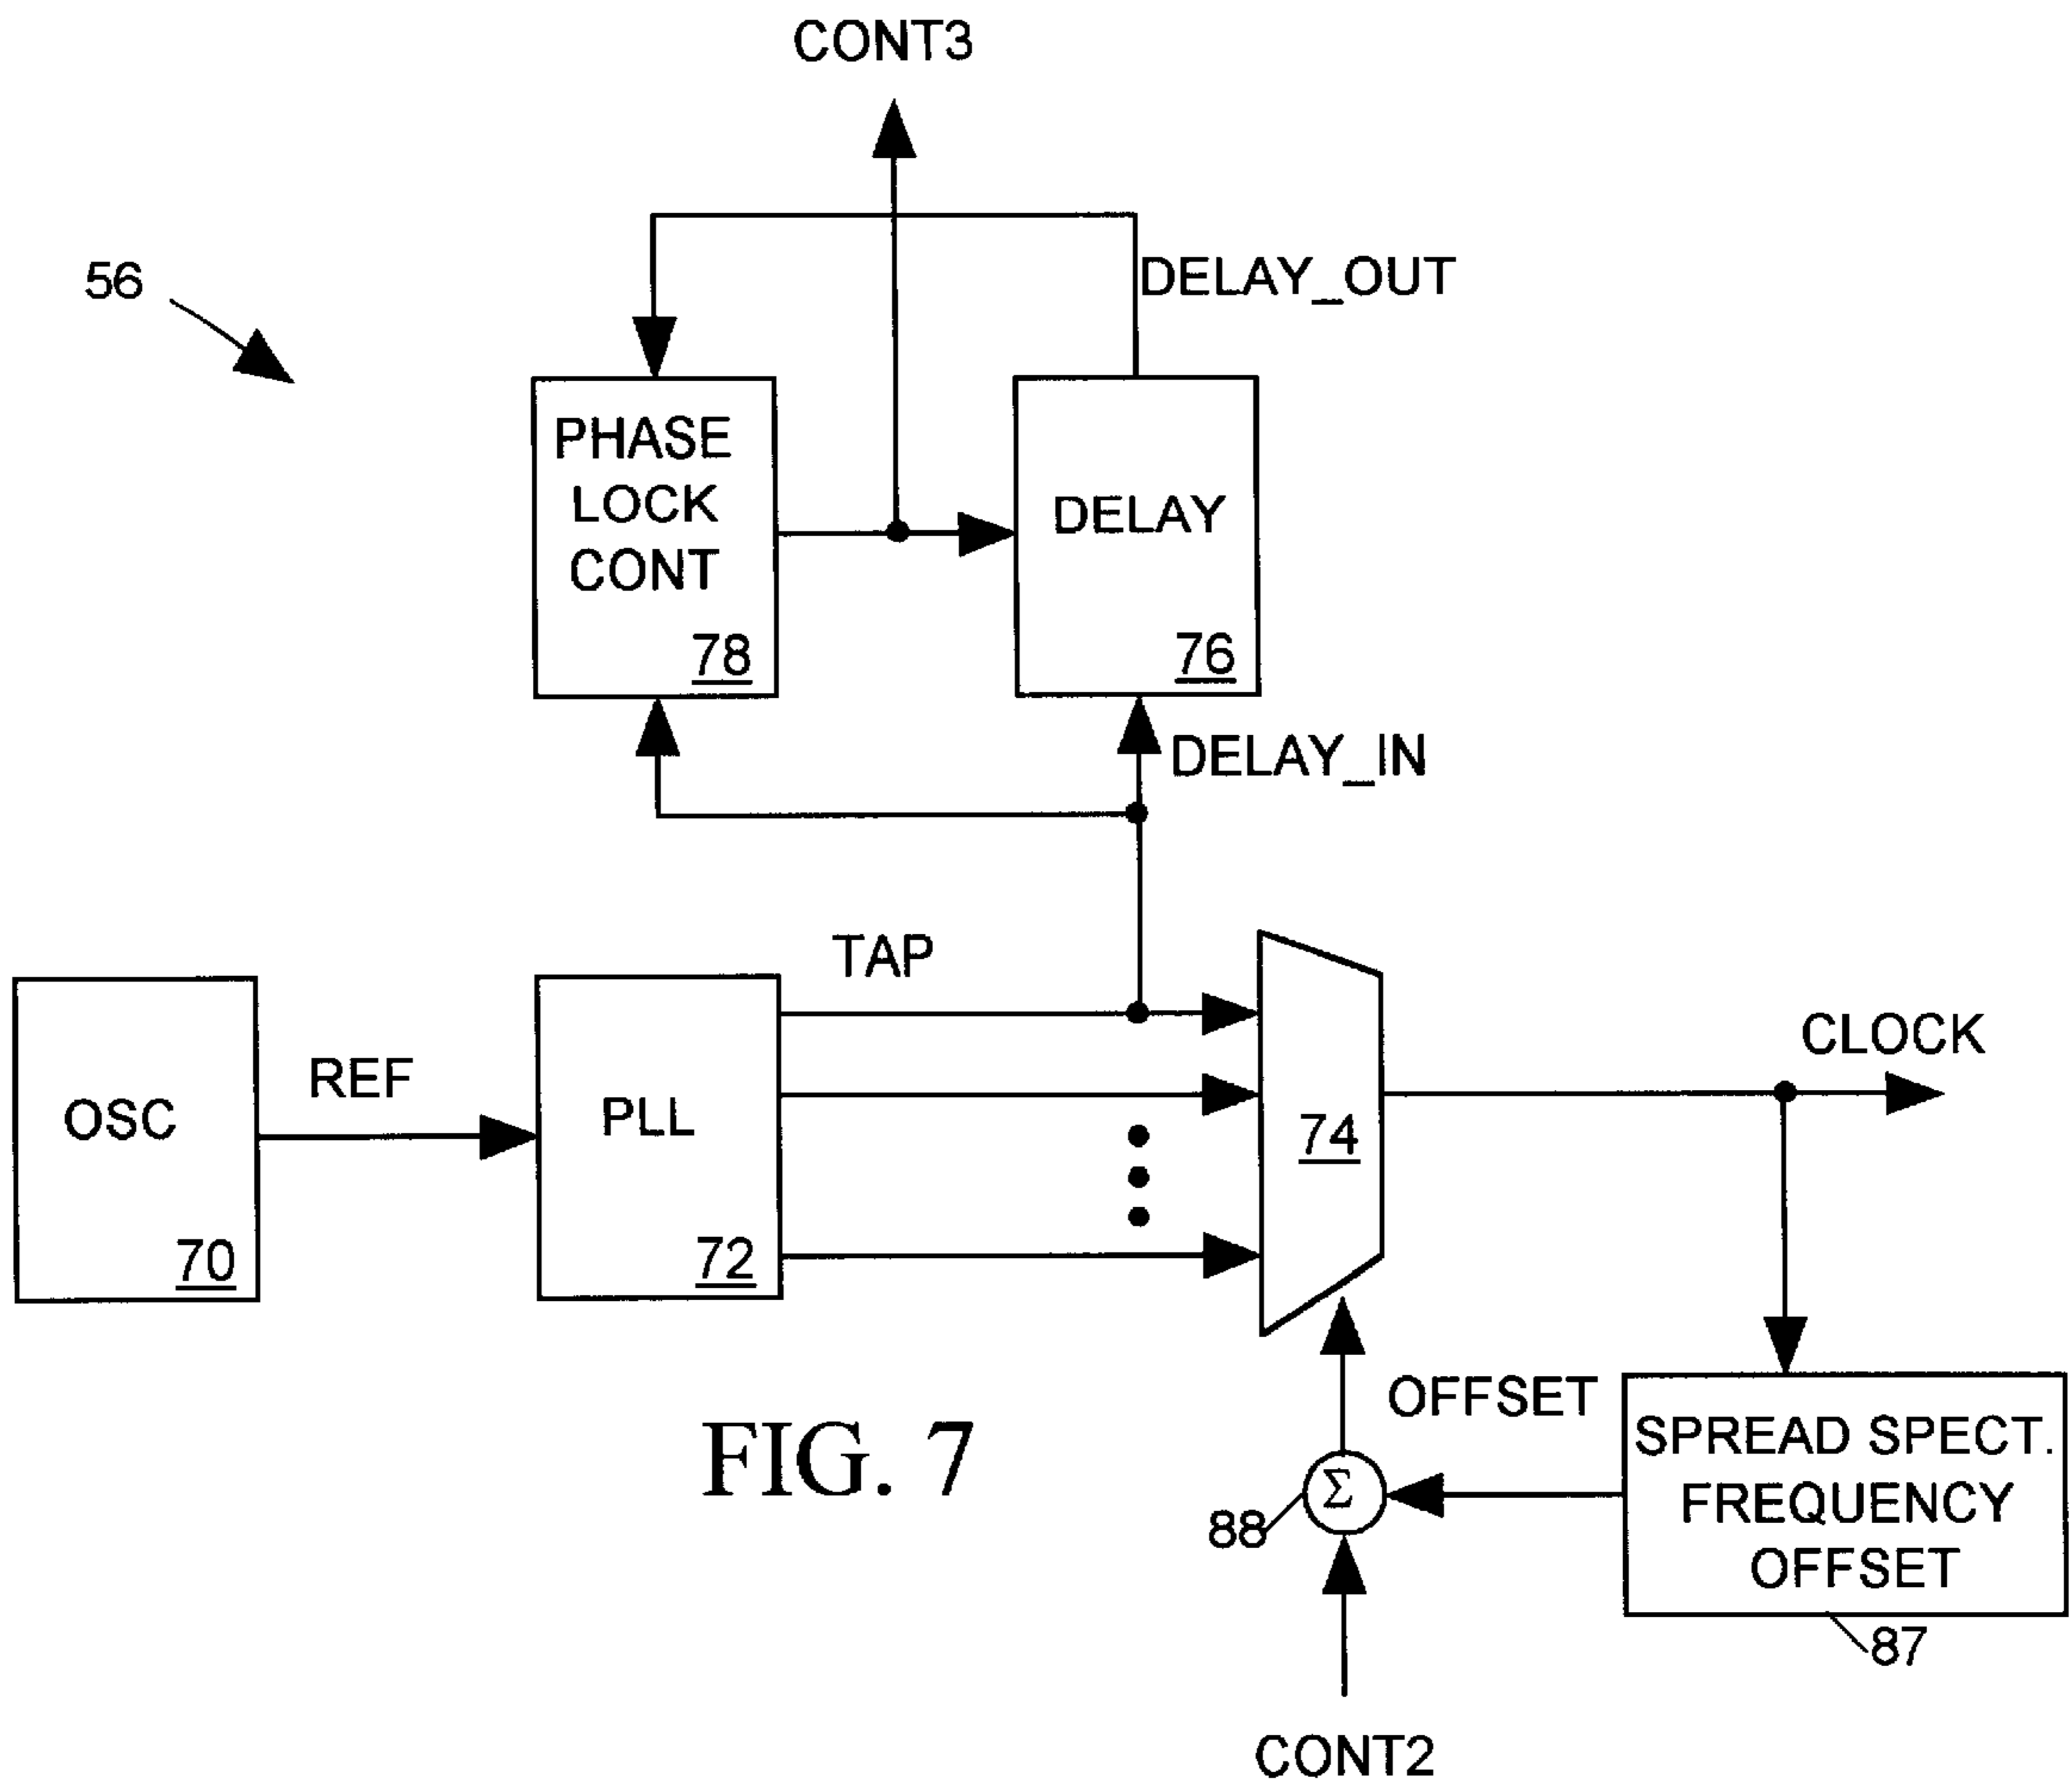 CONT3
56
DELAY_OUT
PHASE
LOCK
CONT
78
DELAY
76
DELAY_IN
TAP
OSC
70
REF
PLL
72
74
CLOCK
OFFSET
SPREAD SPECT.
FREQUENCY
OFFSET
87
Σ
88
CONT2
FIG. 7